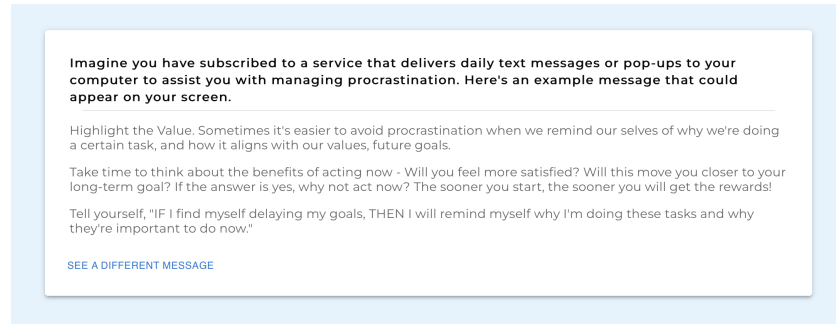 Imagine you have subscribed to a service that delivers daily text messages or pop-ups to your
computer to assist you with managing procrastination. Here's an example message that could
appear on your screen.
Highlight the Value. Sometimes it's easier to avoid procrastination when we remind our selves of why we're doing
a certain task, and how it aligns with our values, future goals.
Take time to think about the benefits of acting now - Will you feel more satisfied? Will this move you closer to your
long-term goal? If the answer is yes, why not act now? The sooner you start, the sooner you will get the rewards!
Tell yourself, "IF I find myself delaying my goals, THEN I will remind myself why I'm doing these tasks and why
they're important to do now."
SEE A DIFFERENT MESSAGE